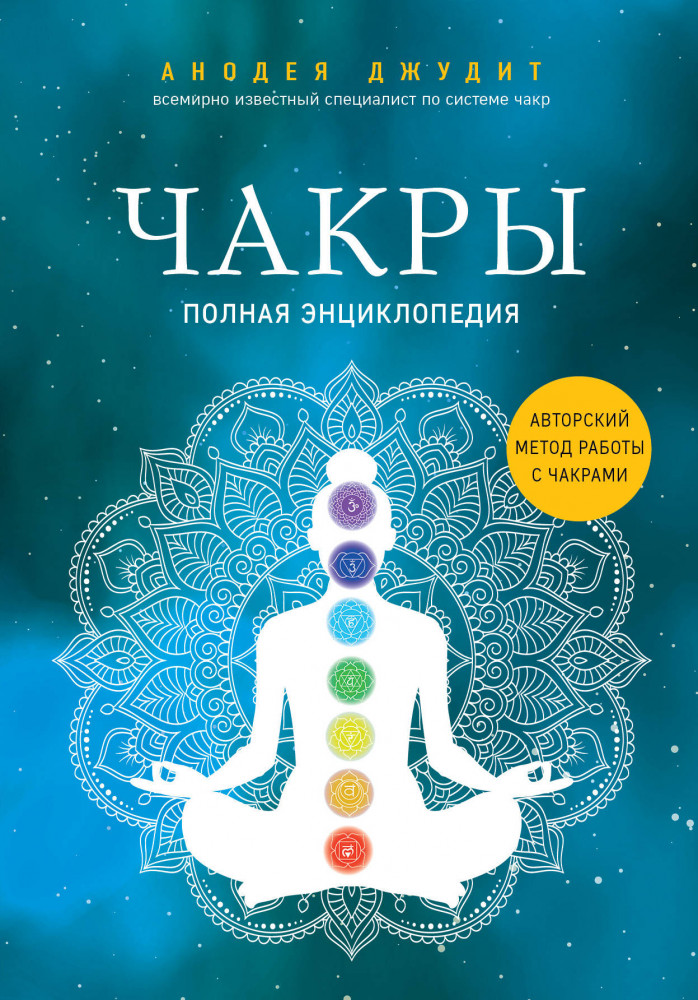 АНОДЕЯ ДЖУДИТ
всемирно известный специалист по системе чакр
ЧАКРЫ
ПОЛНАЯ ЭНЦИКЛОПЕДИЯ
АВТОРСКИЙ
МЕТОД РАБОТЫ
С ЧАКРАМИ